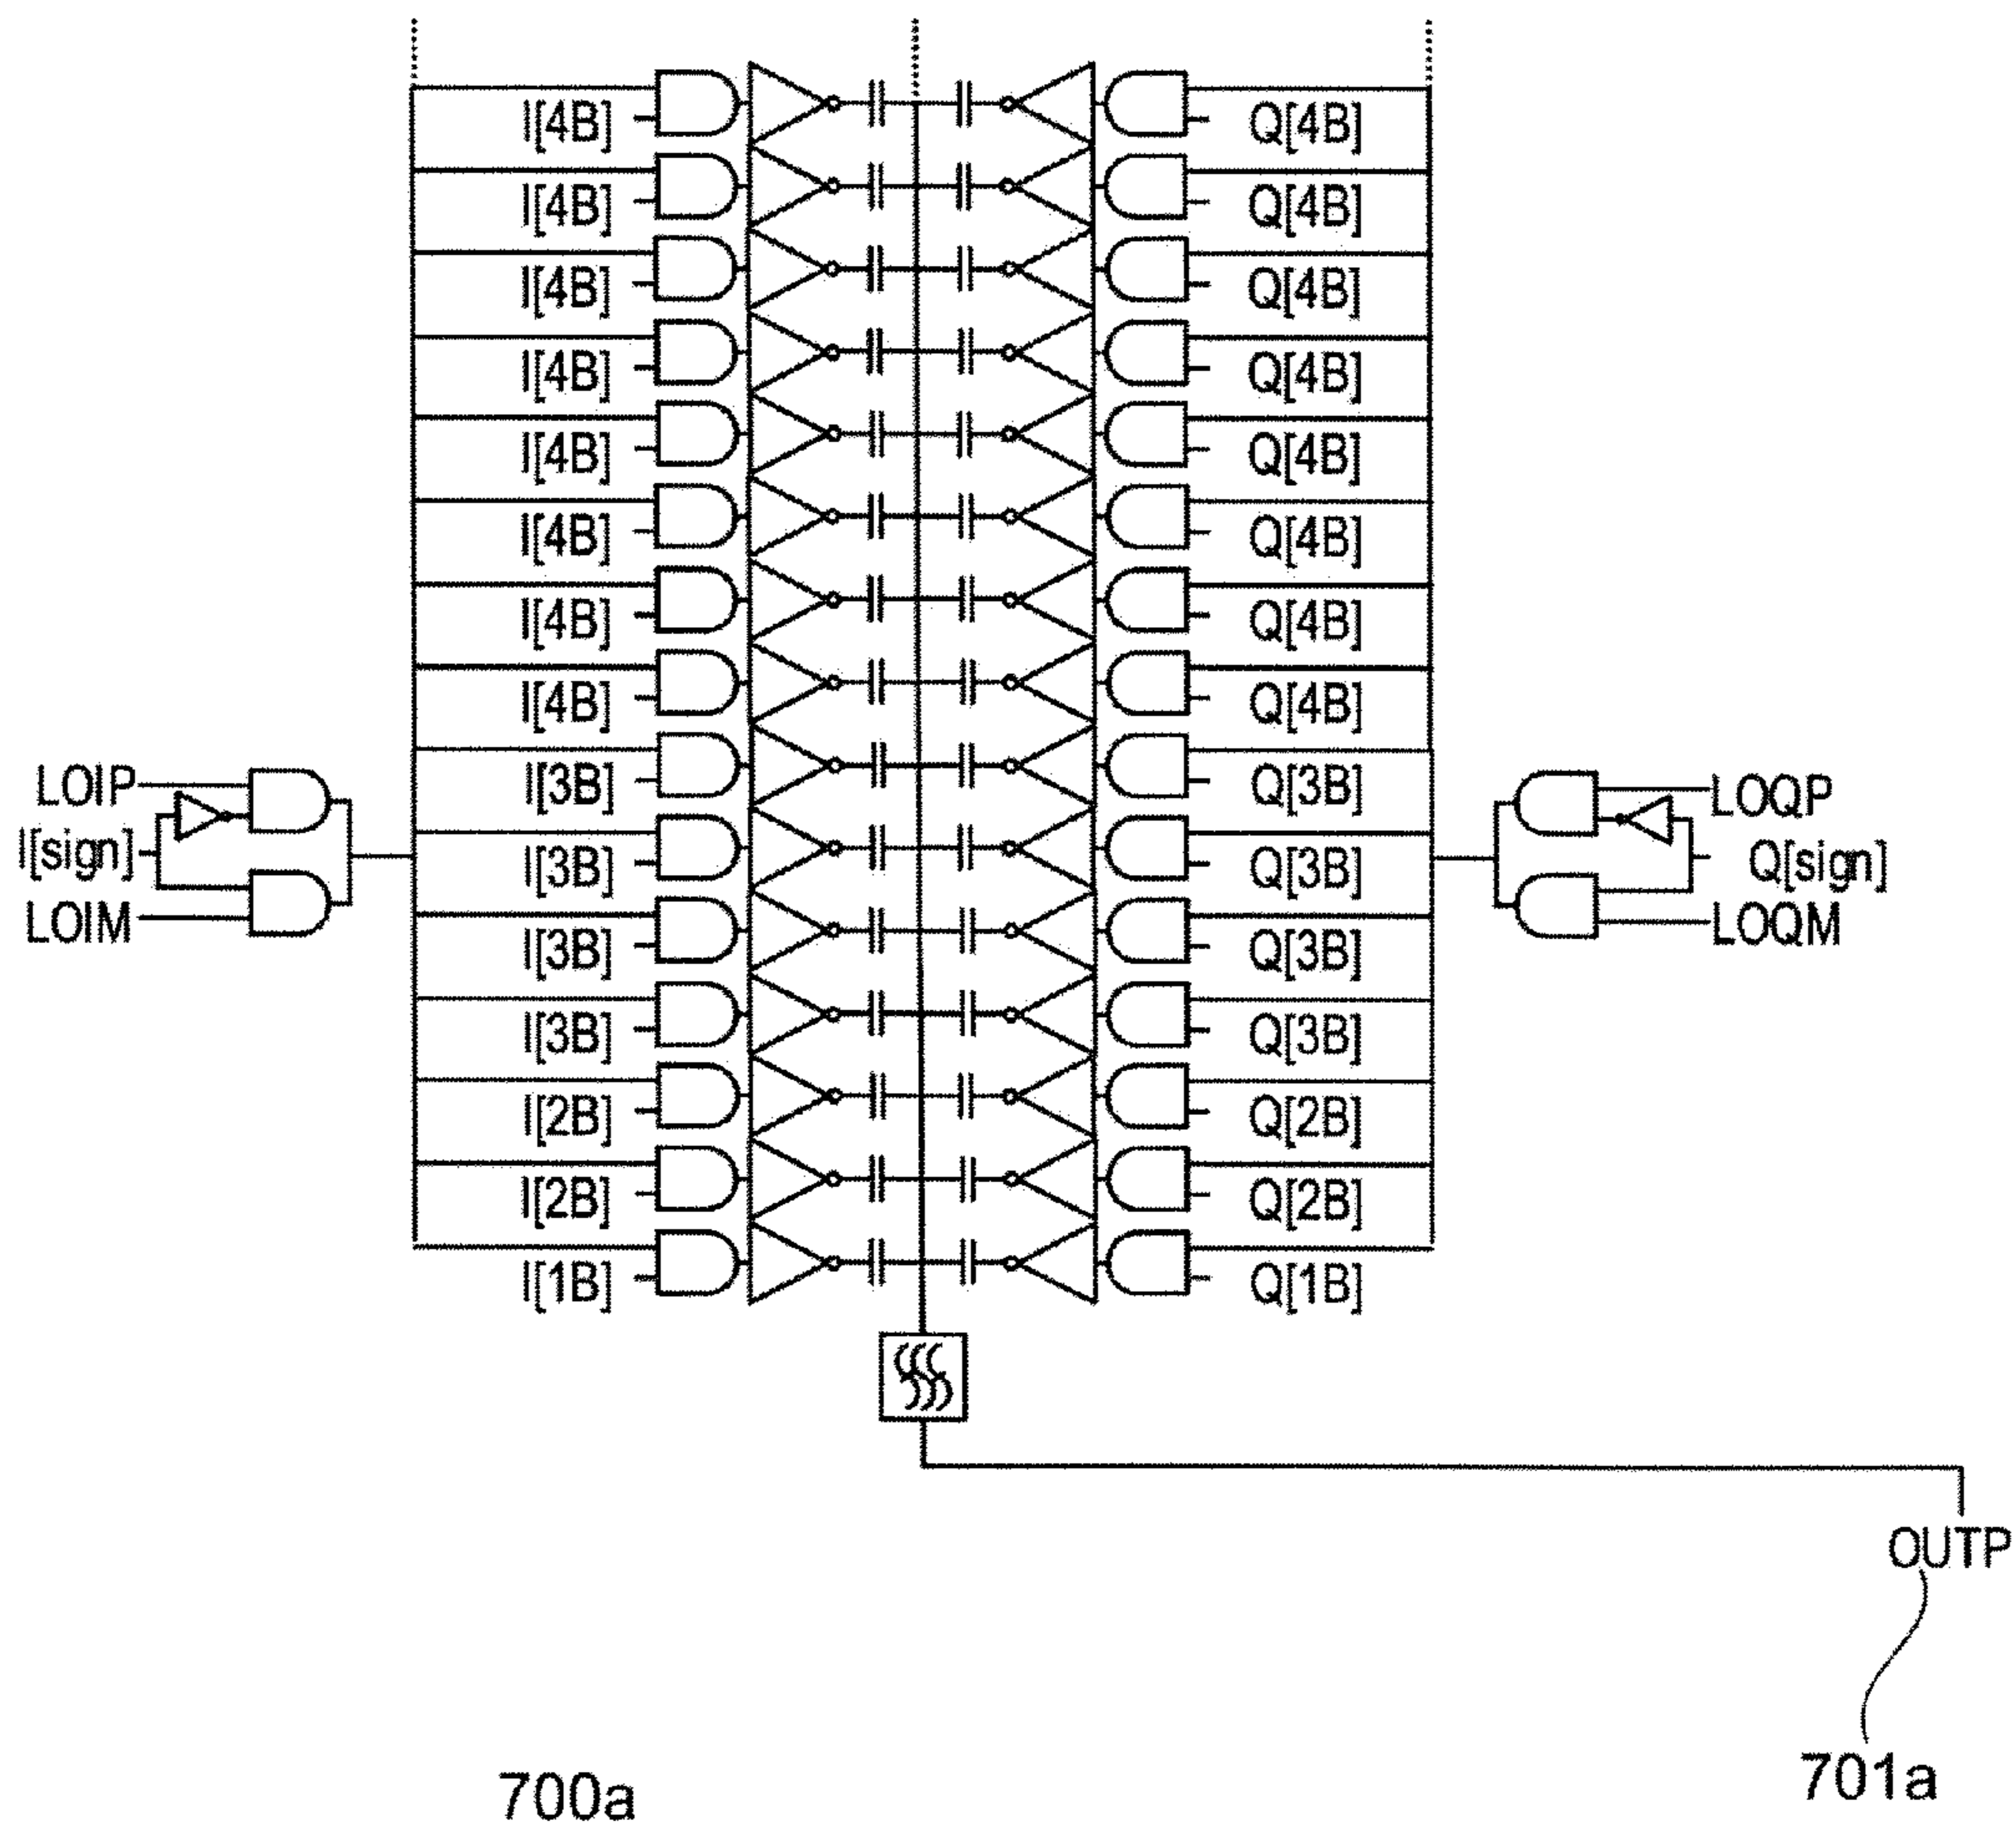 I[4B] Q[4B]
I[4B] Q[4B]
I[4B] Q[4B]
I[4B] Q[4B]
I[4B] Q[4B]
I[4B] Q[4B]
I[4B] Q[4B]
I[4B] Q[4B]
LOIP I[3B] Q[3B] LOQP
I[sign] I[3B] Q[3B] Q[sign]
LOIM I[3B] Q[3B] LOQM
I[3B] Q[3B]
I[2B] Q[2B]
I[2B] Q[2B]
I[1B] Q[1B]
OUTP
701a
700a